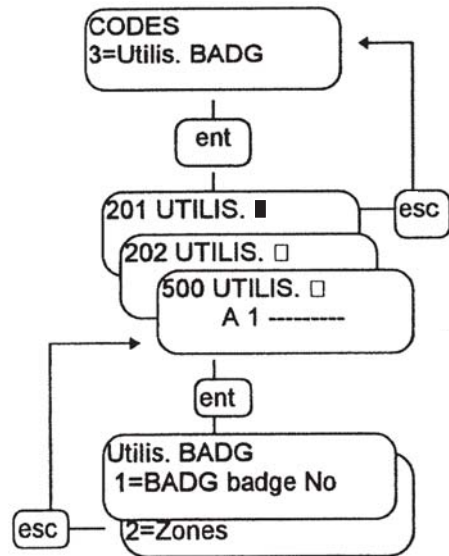 CODES
3=Utilis. BADG
ent
201 UTILIS. ■
esc
202 UTILIS. □
500 UTILIS. □
A 1 ---------
ent
Utilis. BADG
1=BADG badge No
esc
2=Zones